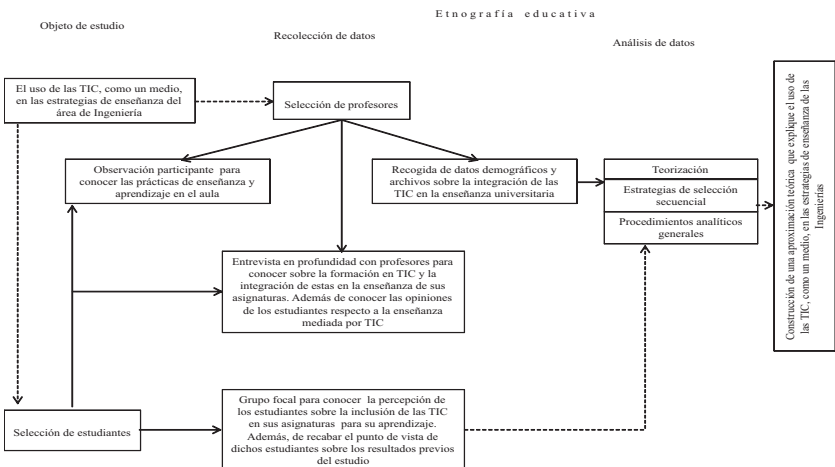 Etnografía educativa
Objeto de estudio
Recolección de datos
Análisis de datos
El uso de las TIC, como un medio,
en las estrategias de enseñanza del
área de Ingeniería
Selección de profesores
Observación participante para
conocer las prácticas de enseñanza y
aprendizaje en el aula
Recogida de datos demográficos y
archivos sobre la integración de las
TIC en la enseñanza universitaria
Teorización
Estrategias de selección
secuencial
Procedimientos analíticos
generales
Construcción de una aproximación teórica que explique el uso de
las TIC, como un medio, en las estrategias de enseñanza de las
Ingenierías
Entrevista en profundidad con profesores para
conocer sobre la formación en TIC y la
integración de estas en la enseñanza de sus
asignaturas. Además de conocer las opiniones
de los estudiantes respecto a la enseñanza
mediada por TIC
Selección de estudiantes
Grupo focal para conocer la percepción de
los estudiantes sobre la inclusión de las TIC
en sus asignaturas para su aprendizaje.
Además, de recabar el punto de vista de
dichos estudiantes sobre los resultados previos
del estudio